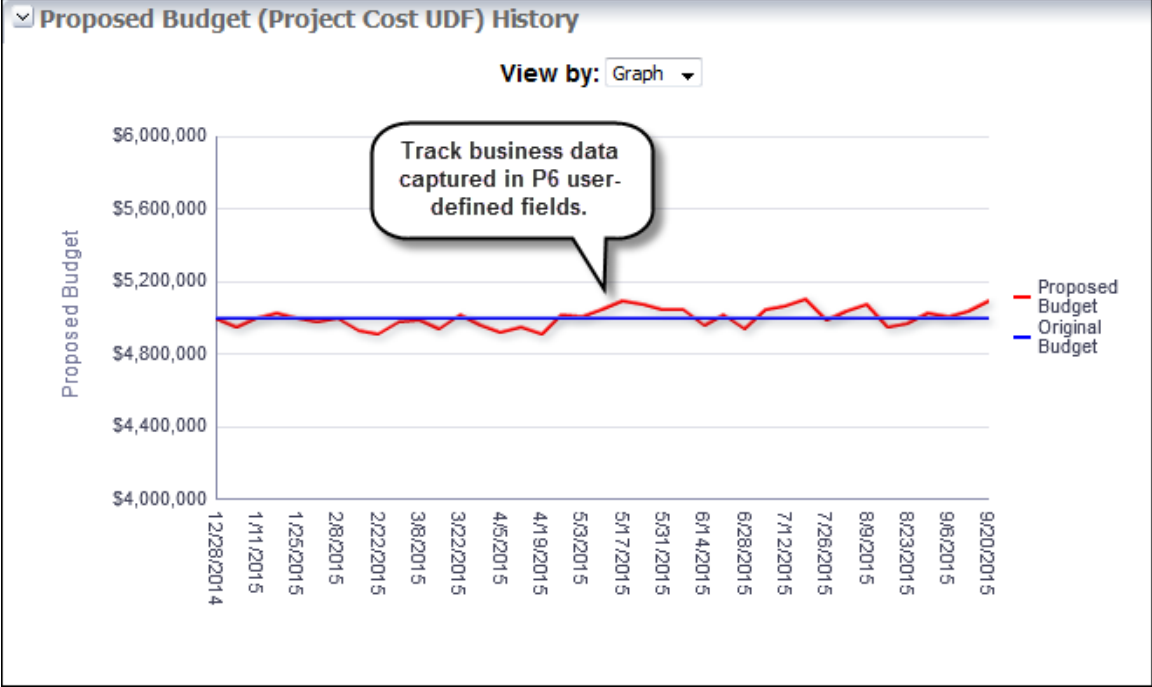 Proposed Budget (Project Cost UDF) History
View by: Graph
Track business data
captured in P6 user-
defined fields.
$6,000,000
$5,600,000
$5,200,000
$4,800,000
$4,400,000
$4,000,000
Proposed Budget
Proposed
Budget
Original
Budget
12/28/2014
1/11/2015
1/25/2015
2/8/2015
2/22/2015
3/8/2015
3/22/2015
4/5/2015
4/19/2015
5/3/2015
5/17/2015
5/31/2015
6/14/2015
6/28/2015
7/12/2015
7/26/2015
8/9/2015
8/23/2015
9/6/2015
9/20/2015